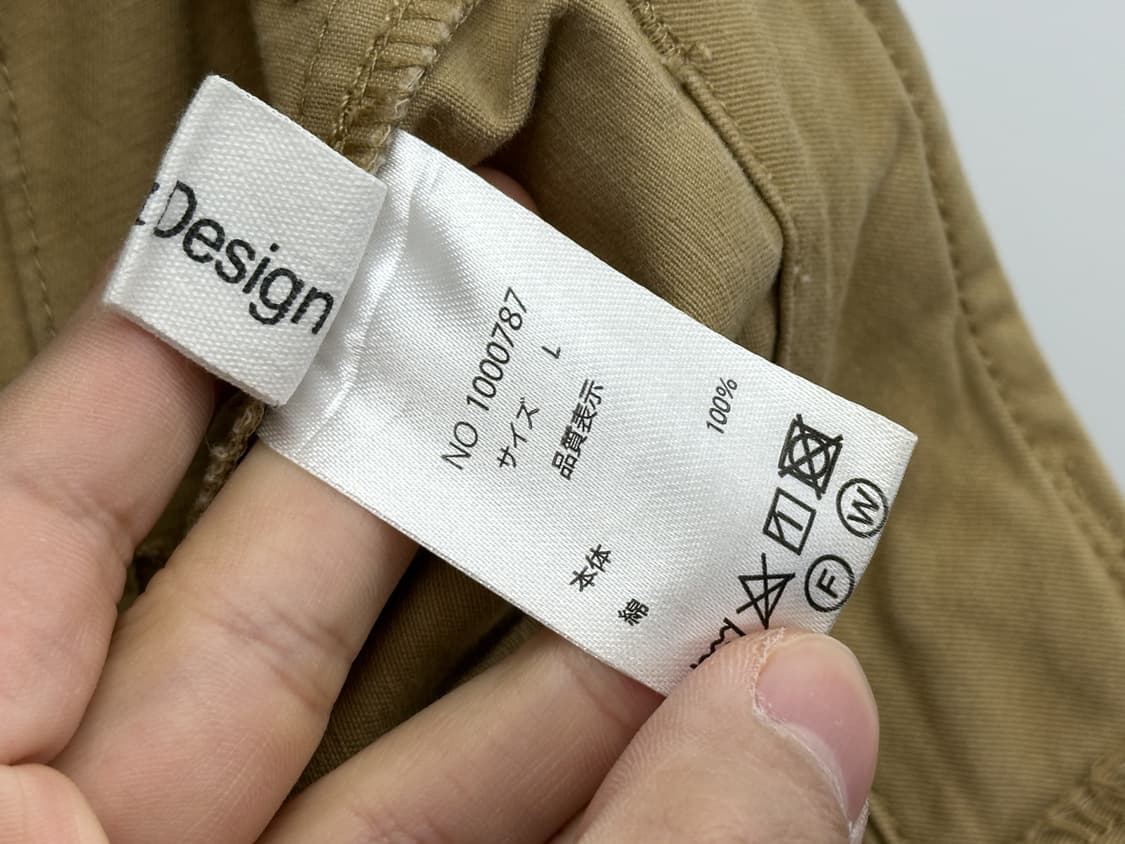 Design
NO 1000787
サイズ L
品質表示
本体
綿 100%
F W